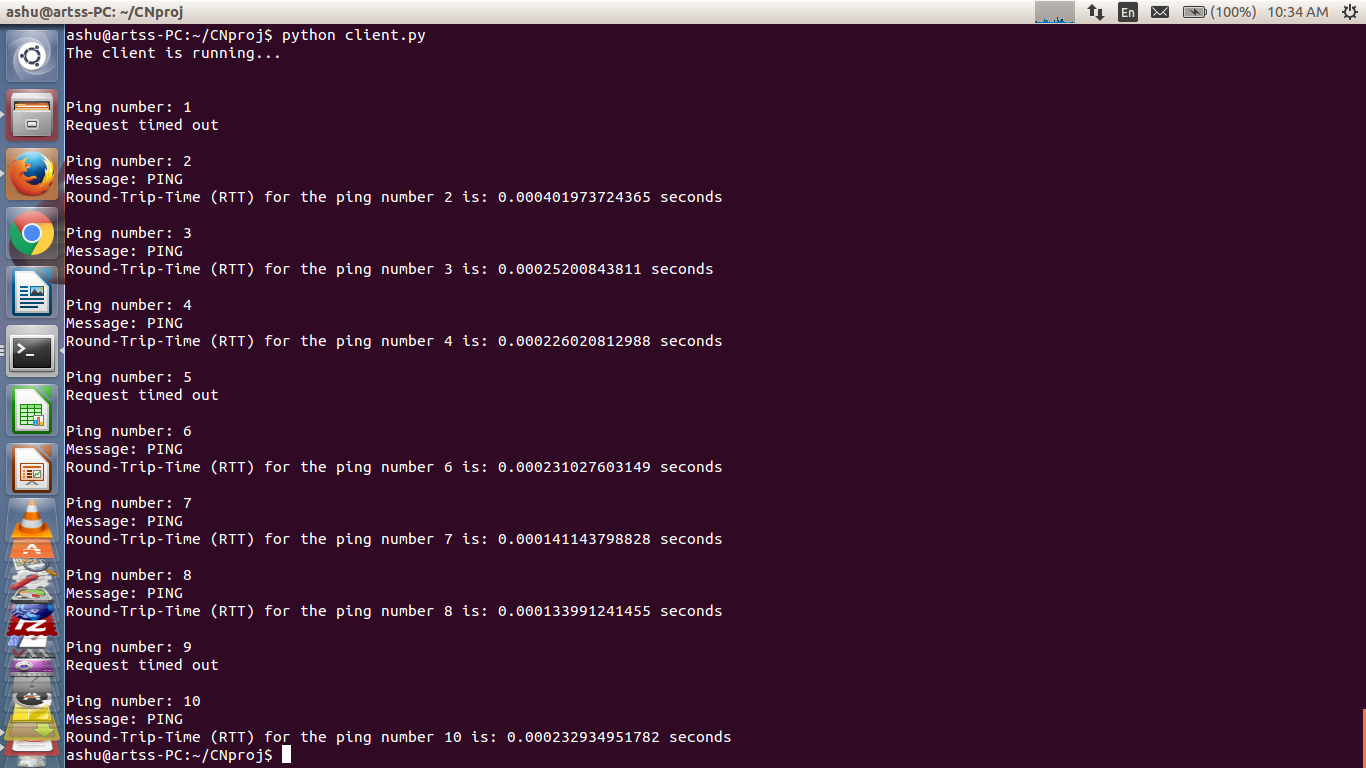 ashu@artss-PC: ~/CNproj
En
(100%)
10:34 AM
ashu@artss-PC:~/CNproj$ python client.py
The client is running...
Ping number: 1
Request timed out
Ping number: 2
Message: PING
Round-Trip-Time (RTT) for the ping number 2 is: 0.000401973724365 seconds
Ping number: 3
Message: PING
Round-Trip-Time (RTT) for the ping number 3 is: 0.00025200843811 seconds
Ping number: 4
Message: PING
Round-Trip-Time (RTT) for the ping number 4 is: 0.000226020812988 seconds
Ping number: 5
Request timed out
Ping number: 6
Message: PING
Round-Trip-Time (RTT) for the ping number 6 is: 0.000231027603149 seconds
Ping number: 7
Message: PING
Round-Trip-Time (RTT) for the ping number 7 is: 0.000141143798828 seconds
Ping number: 8
Message: PING
Round-Trip-Time (RTT) for the ping number 8 is: 0.000133991241455 seconds
Ping number: 9
Request timed out
Ping number: 10
Message: PING
Round-Trip-Time (RTT) for the ping number 10 is: 0.000232934951782 seconds
ashu@artss-PC:~/CNproj$